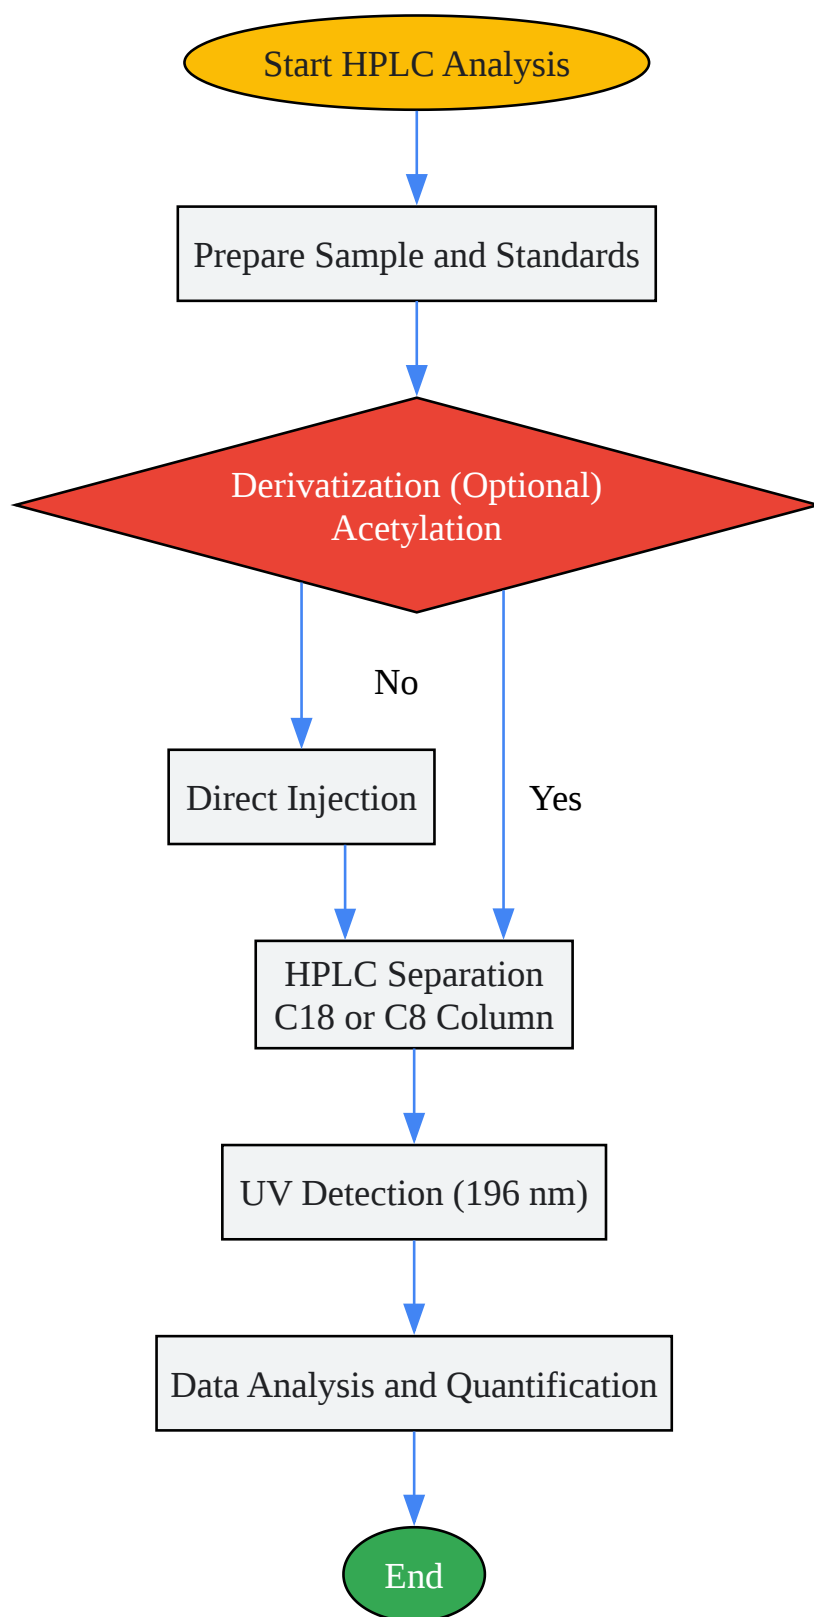 Start HPLC Analysis
Prepare Sample and Standards
Derivatization (Optional)
Acetylation
No
Direct Injection
Yes
HPLC Separation
C18 or C8 Column
UV Detection (196 nm)
Data Analysis and Quantification
End